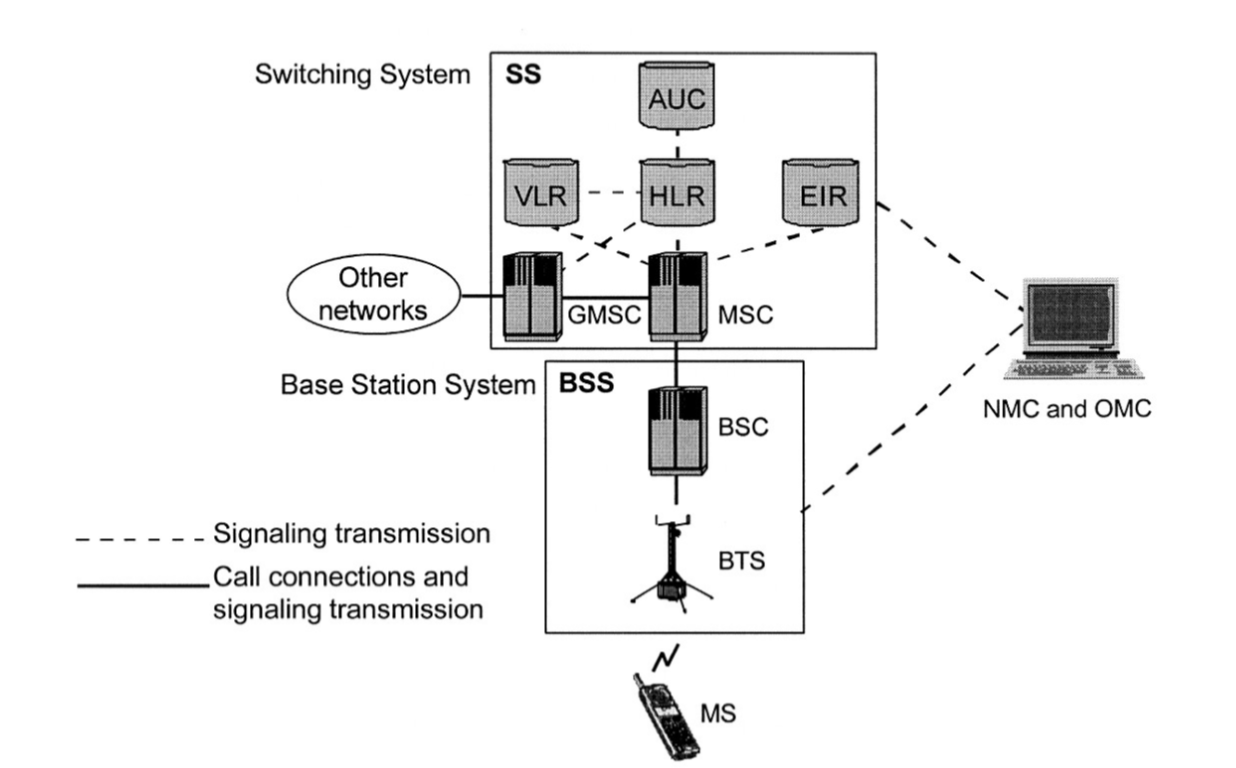 Switching System
SS
AUC
VLR
HLR
EIR
Other
networks
GMSC
MSC
Base Station System
BSS
NMC and OMC
BSC
Signaling transmission
BTS
Call connections and
signaling transmission
MS